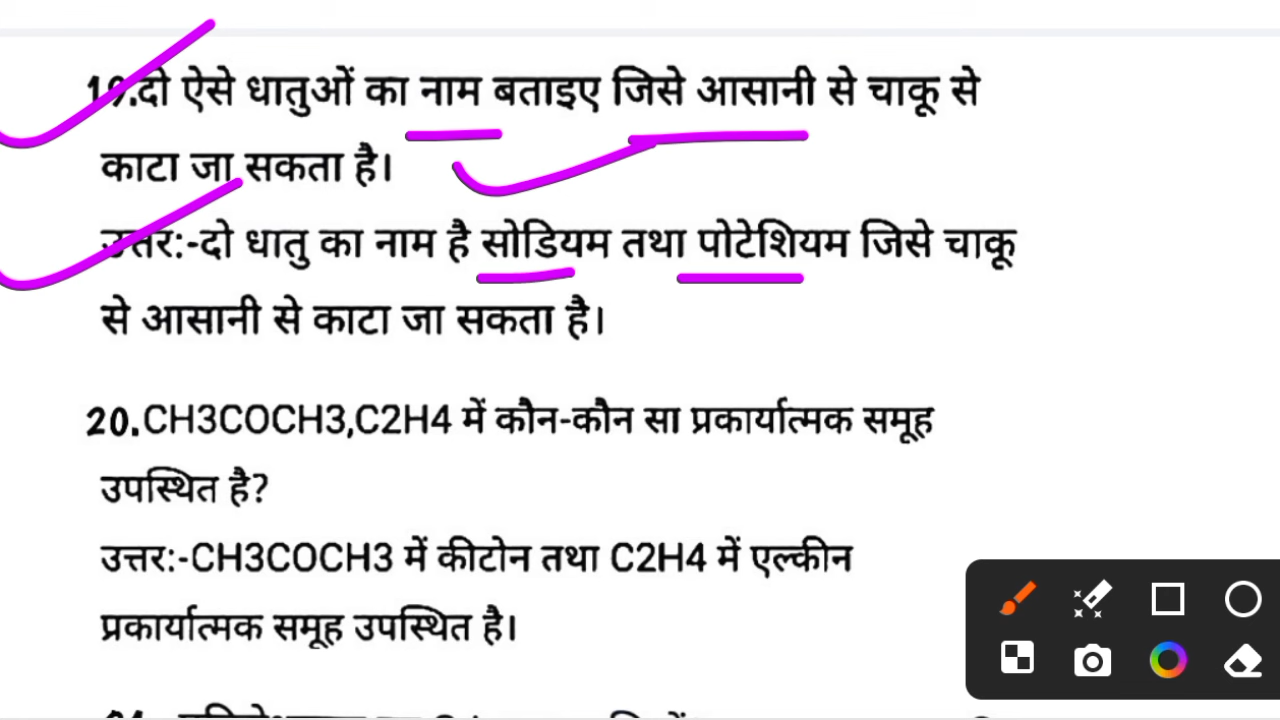 19.दो ऐसे धातुओं का नाम बताइए जिसे आसानी से चाकू से
काटा जा सकता है।
उत्तर:-दो धातु का नाम है सोडियम तथा पोटेशियम जिसे चाकू
से आसानी से काटा जा सकता है।
20.CH3COCH3,C2H4 में कौन-कौन सा प्रकार्यात्मक समूह
उपस्थित है?
उत्तर:-CH3COCH3 में कीटोन तथा C2H4 में एल्कीन
प्रकार्यात्मक समूह उपस्थित है।